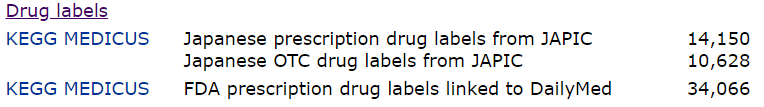 Drug labels
KEGG MEDICUS Japanese prescription drug labels from JAPIC 14,150
Japanese OTC drug labels from JAPIC 10,628
KEGG MEDICUS FDA prescription drug labels linked to DailyMed 34,066